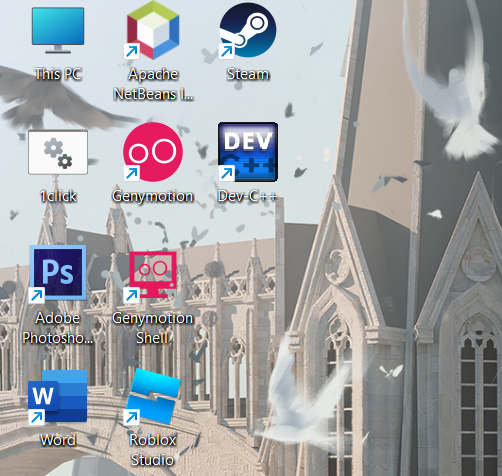 This PC
Apache
NetBeans I...
Steam
1click
Genymotion
DEV
C++
Dev-C++
Ps
Adobe
Photosho...
Genymotion
Shell
W
Word
Roblox
Studio